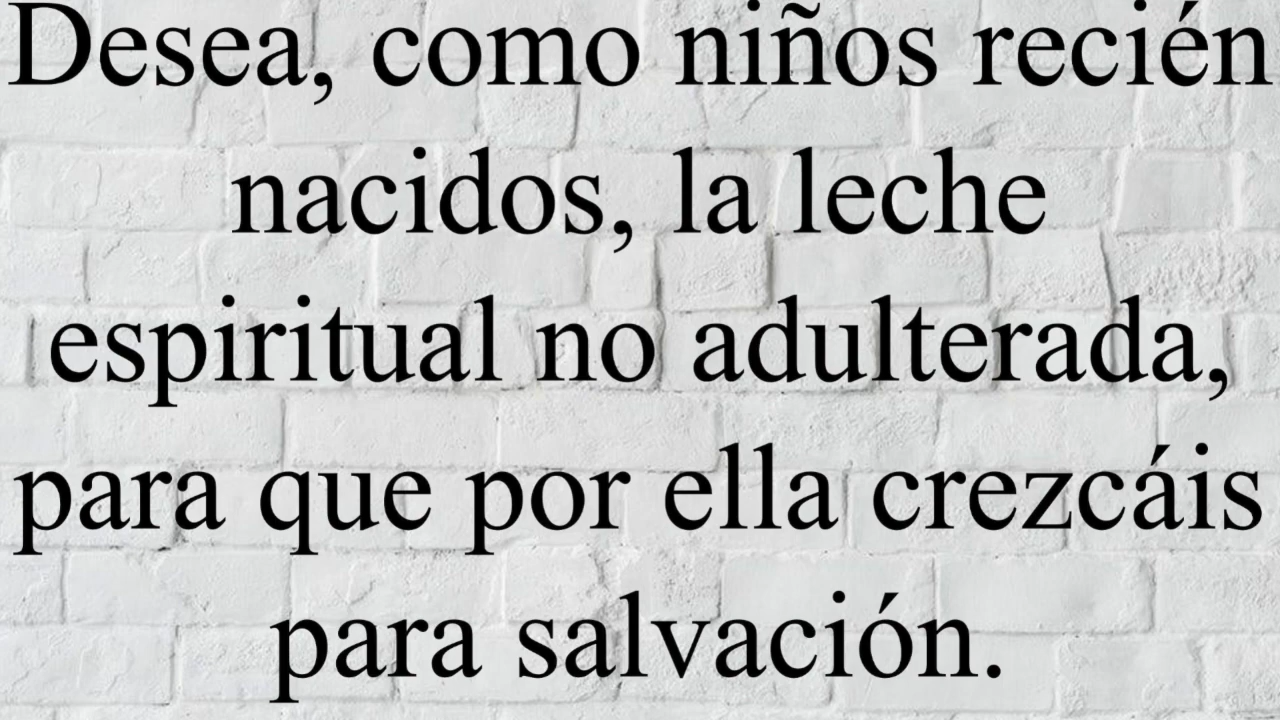 Desea, como niños recién
nacidos, la leche
espiritual no adulterada,
para que por ella crezcáis
para salvación.